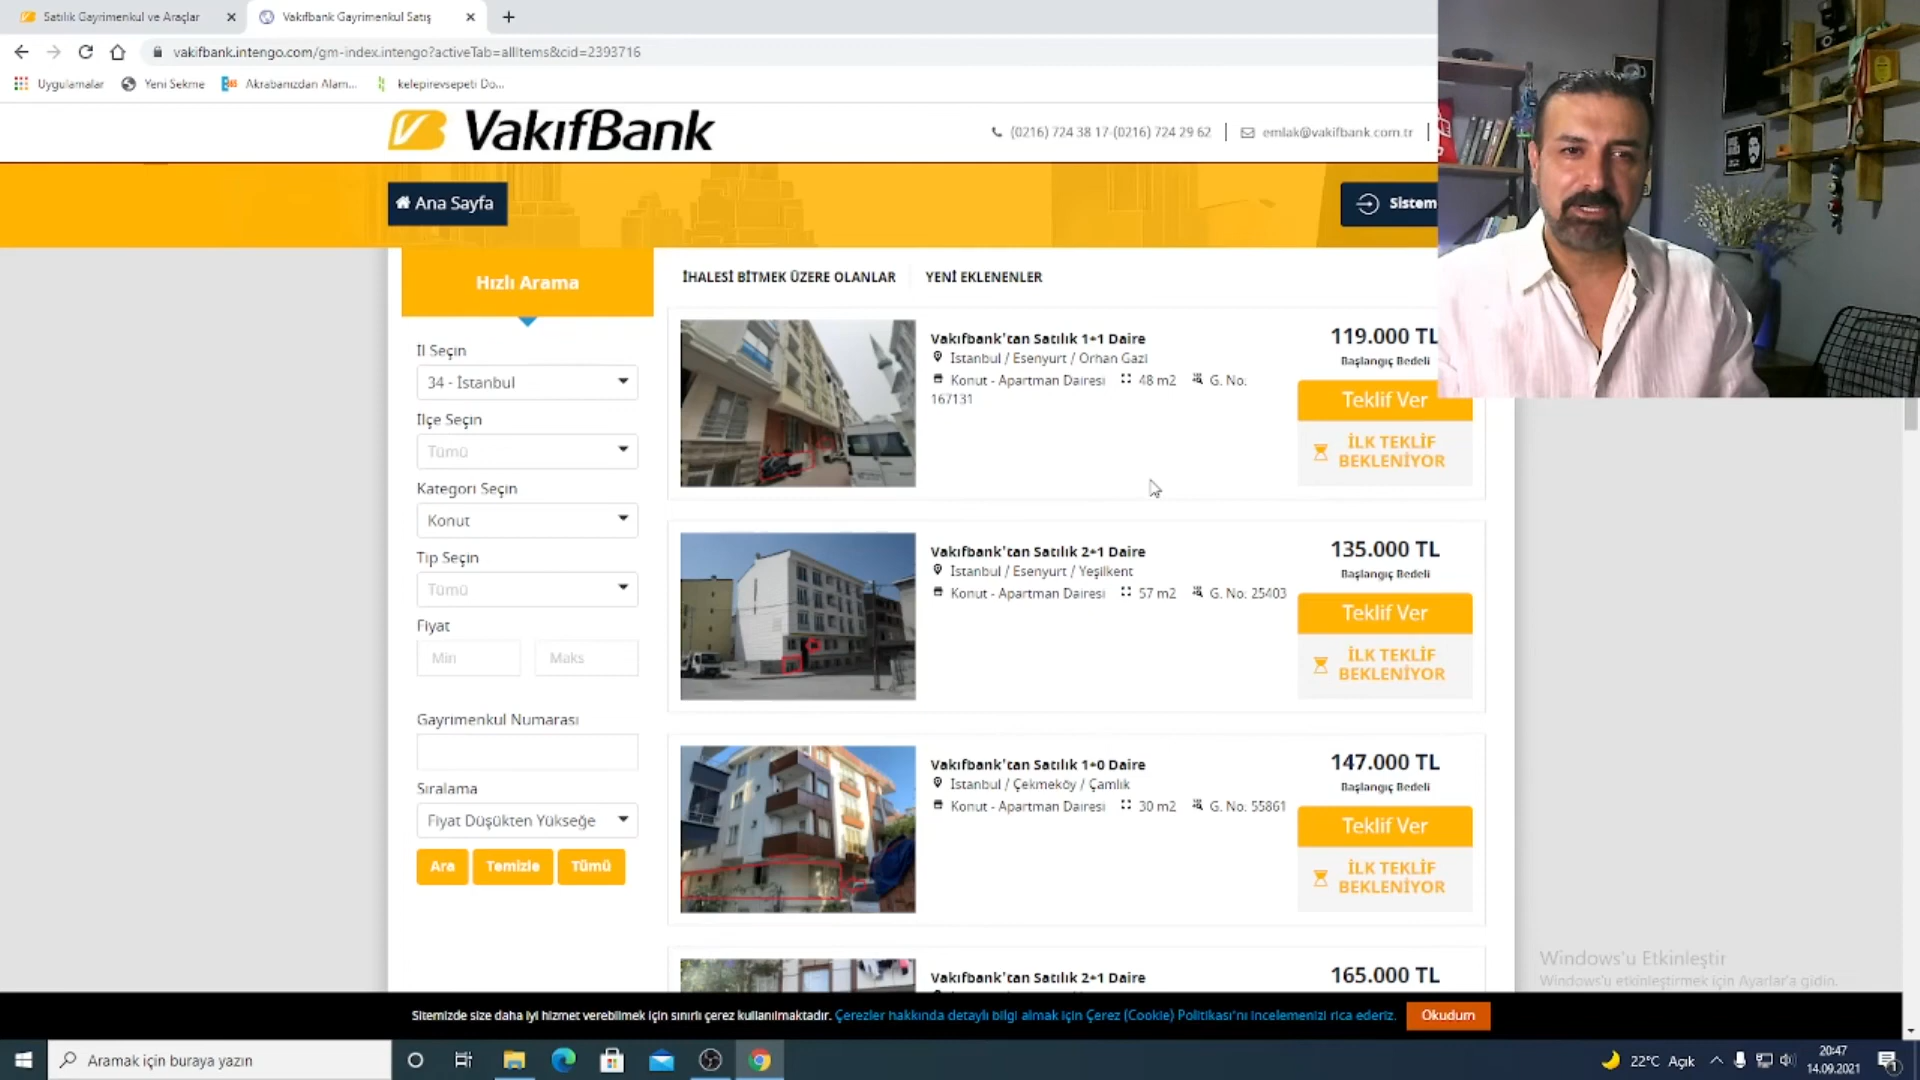 Satılık Gayrimenkul ve Araçlar
Vakıfbank Gayrimenkul Satış
vakifbank.intengo.com/gm-index.intengo?activeTab=allItems&cid=2393716
Uygulamalar
Yeni Sekme
Akrabanızdan Alam...
kelepirevsepeti Do...
VakıfBank
(0216) 724 38 17-(0216) 724 29 62
emlak@vakifbank.com.tr
Ana Sayfa
Sistem
Hızlı Arama
İl Seçin
34 - İstanbul
İlçe Seçin
Tümü
Kategori Seçin
Konut
Tip Seçin
Tümü
Fiyat
Min
Maks
Gayrimenkul Numarası
Sıralama
Fiyat Düşükten Yükseğe
Ara
Temizle
Tümü
İHALESİ BİTMEK ÜZERE OLANLAR
YENİ EKLENENLER
Vakıfbank'tan Satılık 1+1 Daire
İstanbul / Esenyurt / Orhan Gazi
Konut - Apartman Dairesi 48 m2 G. No.
167131
119.000 TL
Başlangıç Bedeli
Teklif Ver
İLK TEKLİF
BEKLENİYOR
Vakıfbank'tan Satılık 2+1 Daire
İstanbul / Esenyurt / Yeşilkent
Konut - Apartman Dairesi 57 m2 G. No. 25403
135.000 TL
Başlangıç Bedeli
Teklif Ver
İLK TEKLİF
BEKLENİYOR
Vakıfbank'tan Satılık 1+0 Daire
İstanbul / Çekmeköy / Çamlık
Konut - Apartman Dairesi 30 m2 G. No. 55861
147.000 TL
Başlangıç Bedeli
Teklif Ver
İLK TEKLİF
BEKLENİYOR
Vakıfbank'tan Satılık 2+1 Daire
165.000 TL
Windows'u Etkinleştir
Windows'u etkinleştirmek için Ayarlar'a gidin.
Sitemizde size daha iyi hizmet verebilmek için sınırlı çerez kullanılmaktadır. Çerezler hakkında detaylı bilgi almak için Çerez (Cookie) Politikası'nı incelemenizi rica ederiz.
Okudum
Aramak için buraya yazın
22°C Açık
20:47
14.09.2021